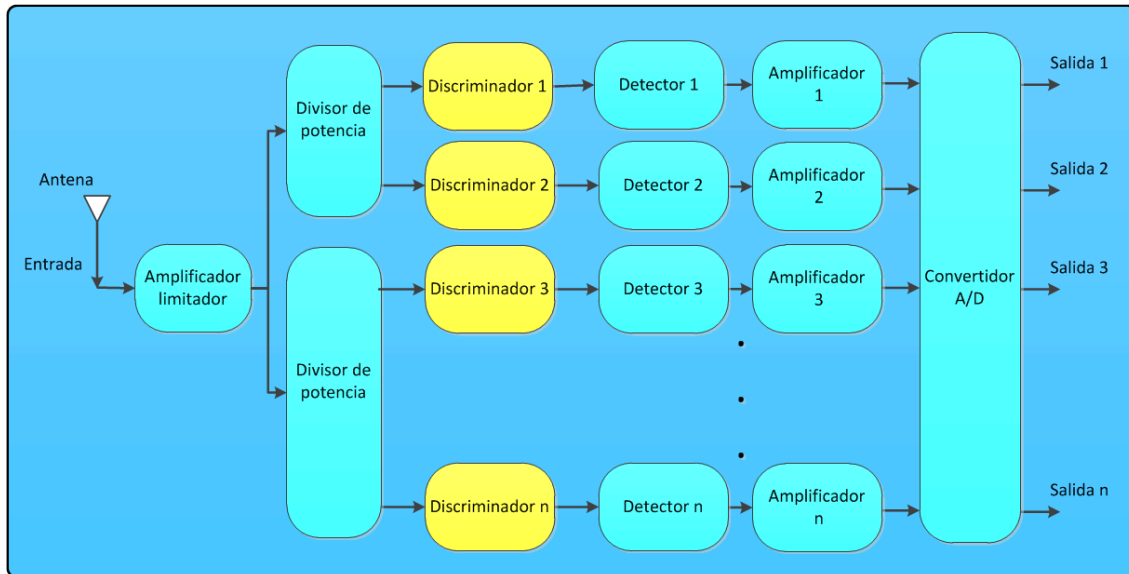 Antena
Entrada
Amplificador
limitador
Divisor de
potencia
Discriminador 1
Detector 1
Amplificador
1
Salida 1
Discriminador 2
Detector 2
Amplificador
2
Salida 2
Divisor de
potencia
Discriminador 3
Detector 3
Amplificador
3
Salida 3
Convertidor
A/D
Discriminador n
Detector n
Amplificador
n
Salida n